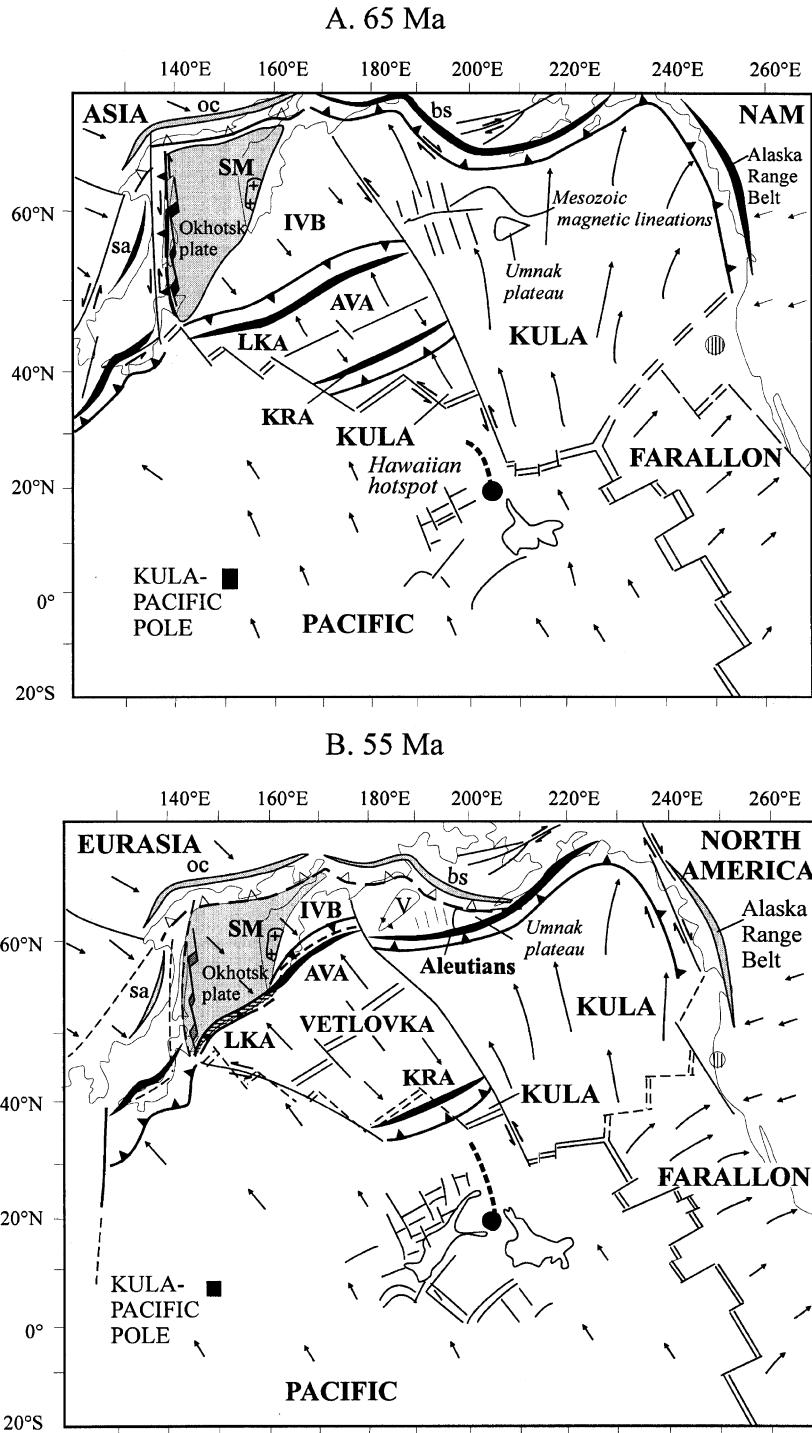 A. 65 Ma
140°E 160°E 180°E 200°E 220°E 240°E 260°E
ASIA
oc
bs
NAM
SM
Alaska
Range
Belt
60°N
IVB
Mesozoic
magnetic lineations
Okhotsk
plate
sa
Umnak
plateau
AVA
LKA
KULA
40°N
KRA
KULA
FARALLON
Hawaiian
hotspot
20°N
KULA-
PACIFIC
POLE
0°
PACIFIC
20°S
B. 55 Ma
140°E 160°E 180°E 200°E 220°E 240°E 260°E
EURASIA
oc
bs
NORTH
AMERICA
V
SM
IVB
Umnak
plateau
Alaska
Range
Belt
60°N
Okhotsk
plate
AVA
Aleutians
sa
KULA
LKA
VETLOVKA
KRA
KULA
40°N
FARALLON
20°N
KULA-
PACIFIC
POLE
0°
PACIFIC
20°S